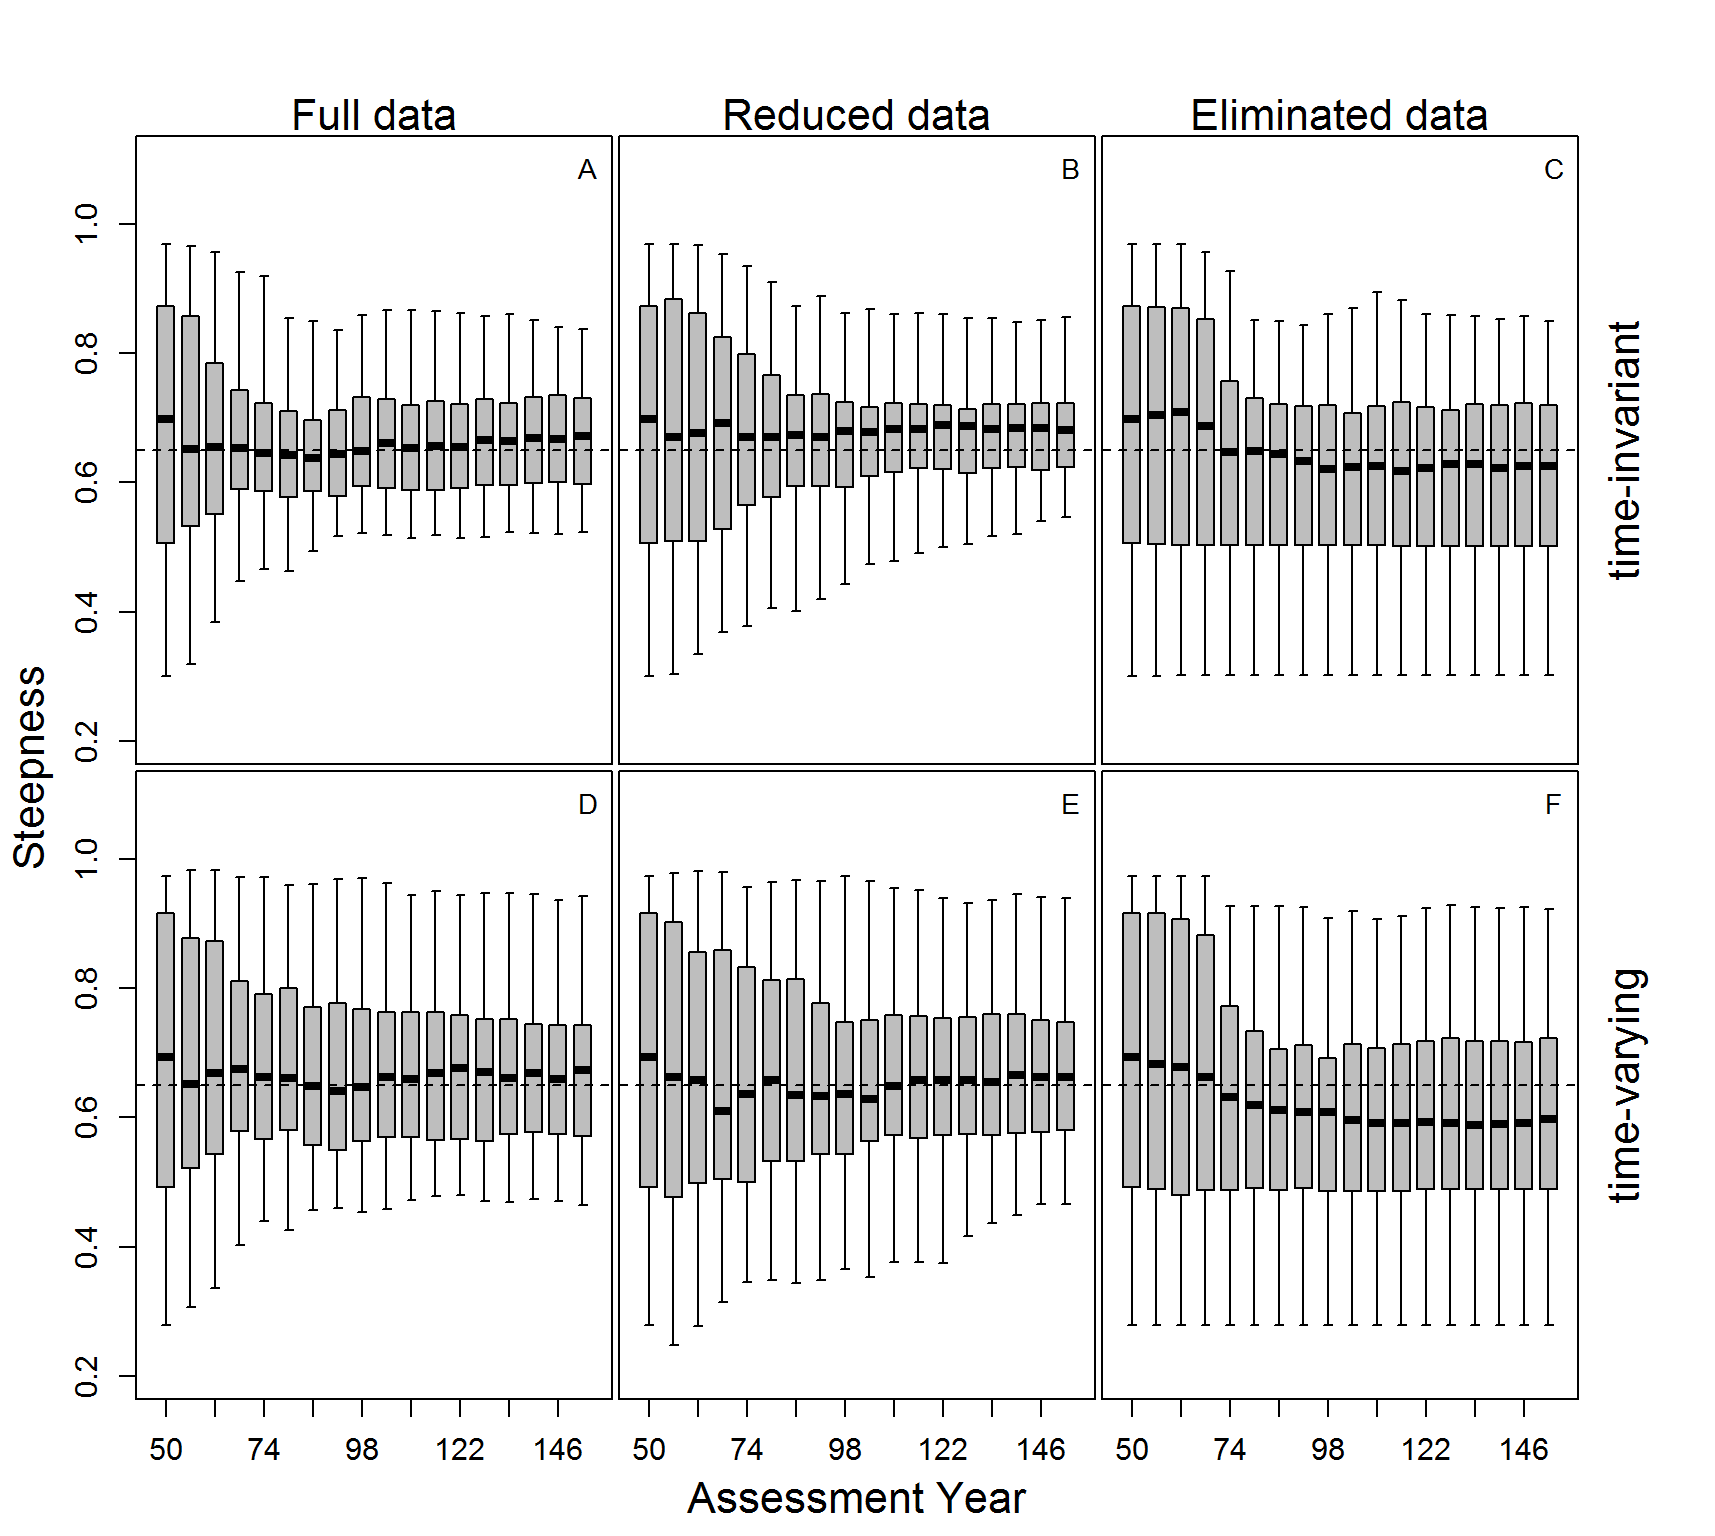 Full data
Reduced data
Eliminated data
A
B
C
1.0
0.8
0.6
0.4
0.2
time-invariant
Steepness
D
E
F
1.0
0.8
0.6
0.4
0.2
time-varying
50 74 98 122 146
50 74 98 122 146
50 74 98 122 146
Assessment Year